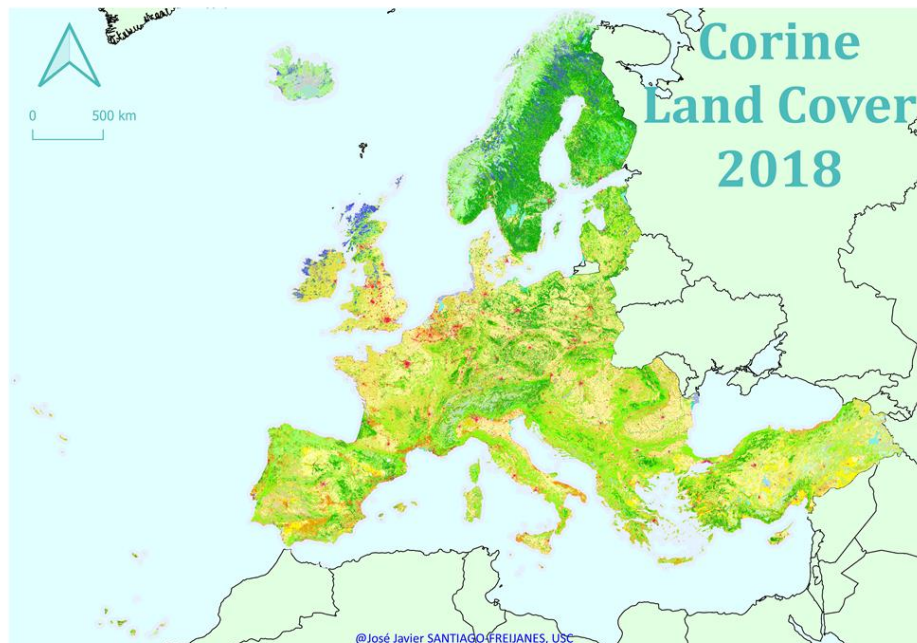 Corine
Land Cover
2018
0 500 km
@José Javier SANTIAGO-FREIJANES, USC